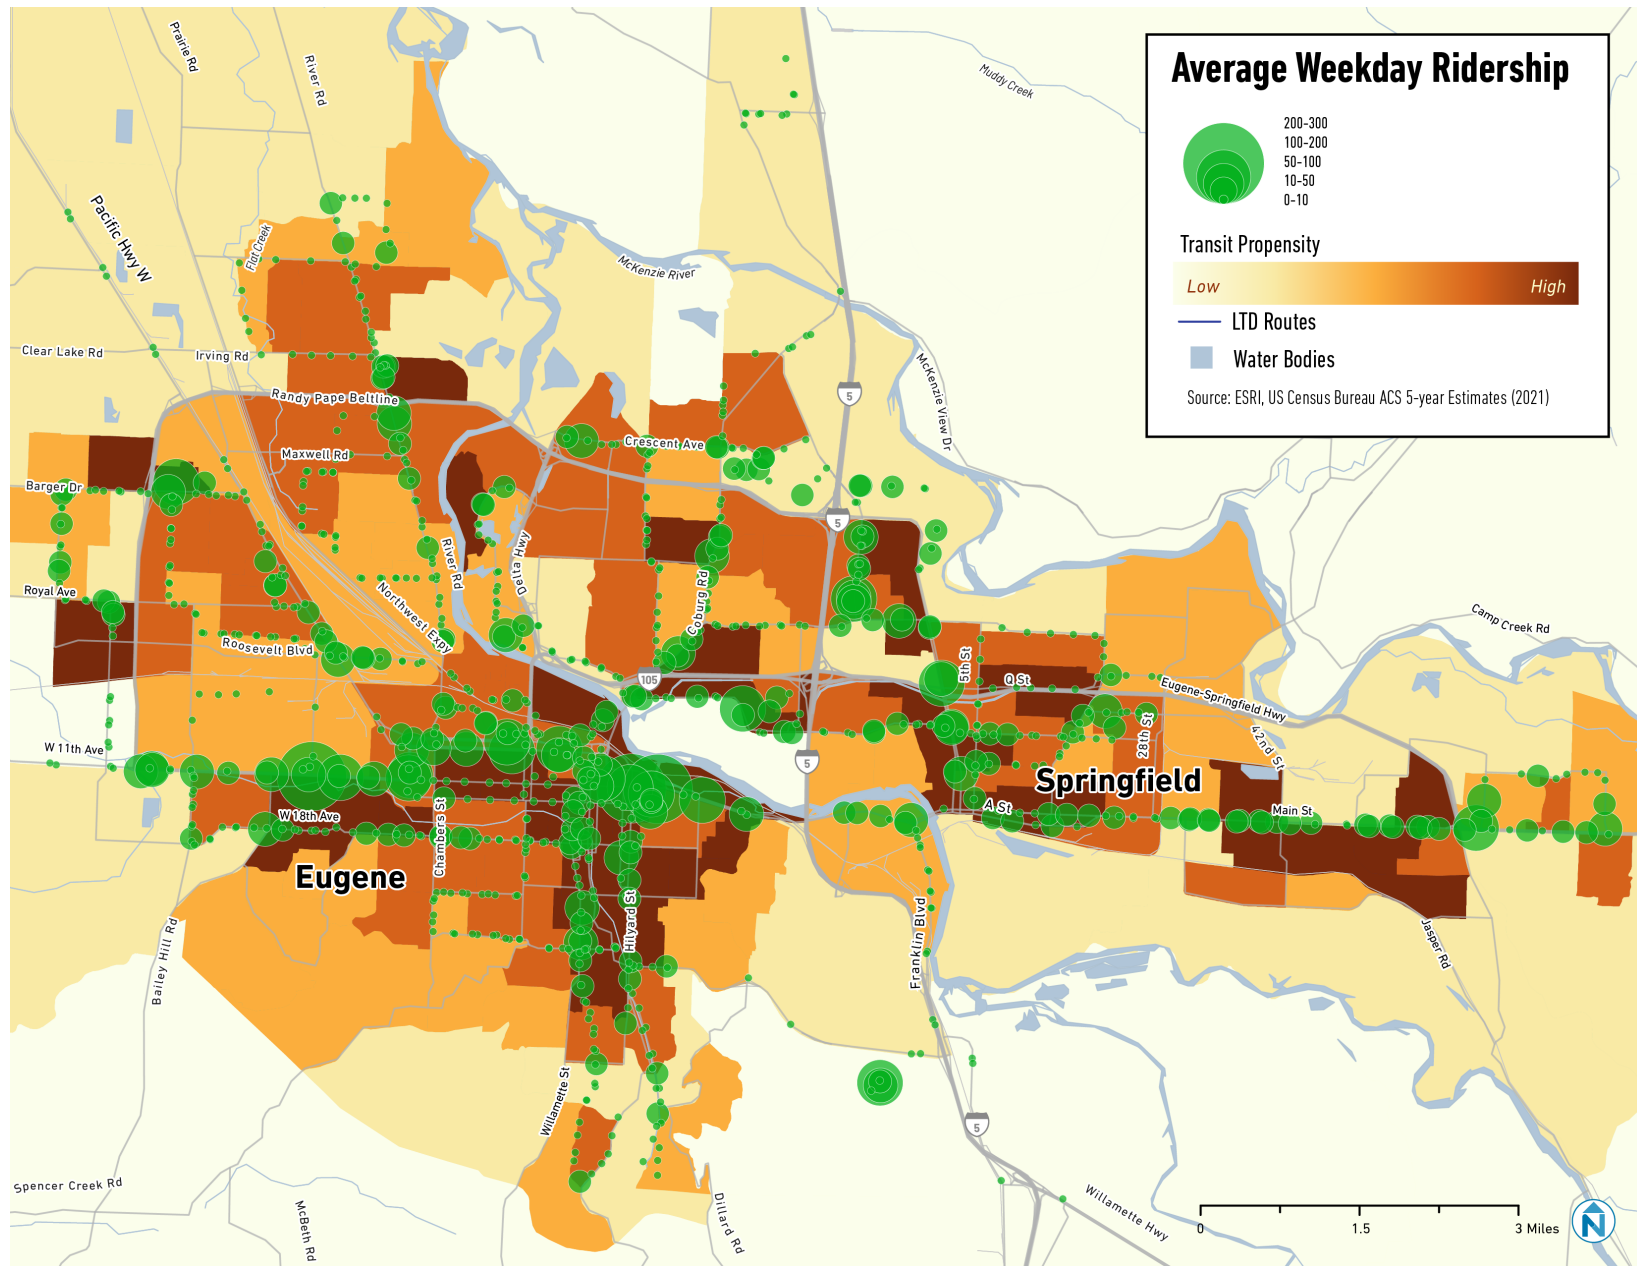 Average Weekday Ridership
200-300
100-200
50-100
10-50
0-10
Transit Propensity
Low
High
LTD Routes
Water Bodies
Source: ESRI, US Census Bureau ACS 5-year Estimates (2021)
Prairie Rd
River Rd
Muddy Creek
Pacific Hwy W
Flat Creek
McKenzie River
Clear Lake Rd
Irving Rd
Randy Pape Beltline
McKenzie View Dr
5
Maxwell Rd
Crescent Ave
Barger Dr
5
River Rd
Delta Hwy
Coburg Rd
Royal Ave
Northwest Expy
Roosevelt Blvd
Camp Creek Rd
105
5th St
Q St
Eugene-Springfield Hwy
28th St
42nd St
W 11th Ave
5
Springfield
A St
Main St
W 18th Ave
Chambers St
Eugene
Hilyard St
Franklin Blvd
Bailey Hill Rd
Jasper Rd
Willamette St
5
Spencer Creek Rd
McBeth Rd
Dillard Rd
Willamette Hwy
0
1.5
3 Miles
N